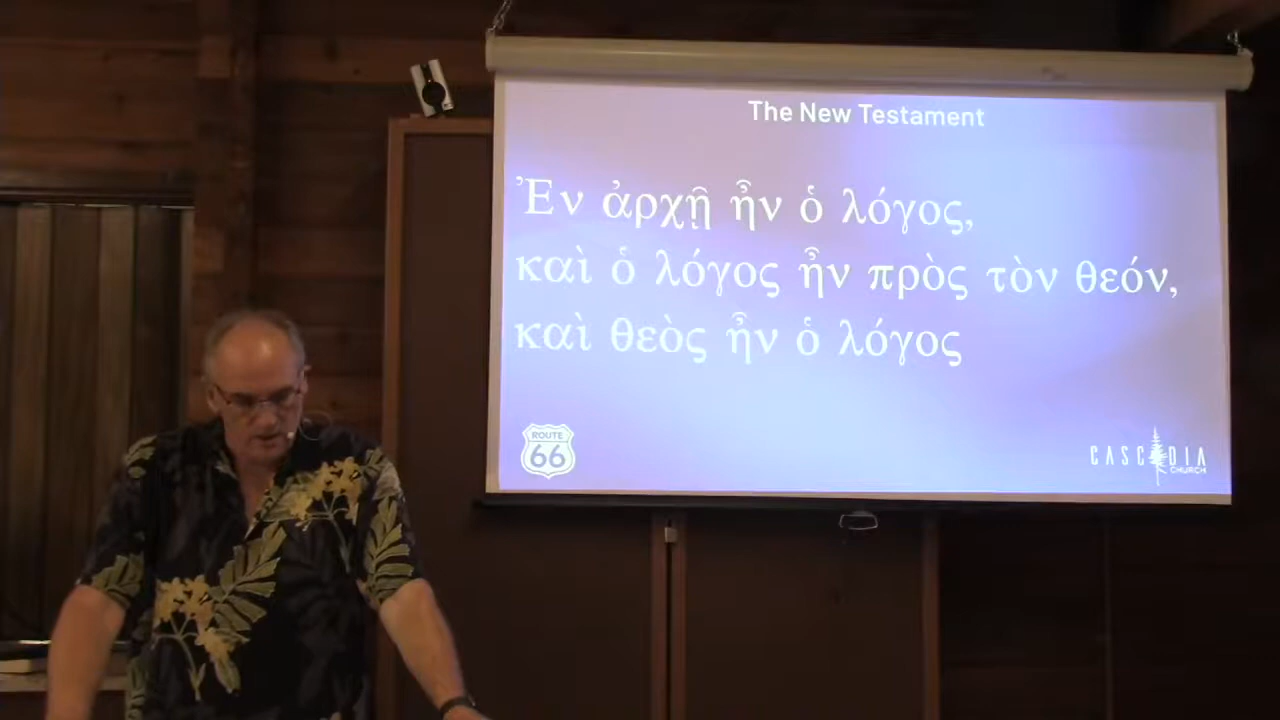 The New Testament
Ἐν ἀρχῇ ἦν ὁ λόγος,
καὶ ὁ λόγος ἦν πρὸς τὸν θεόν,
καὶ θεὸς ἦν ὁ λόγος
ROUTE
66
CASCADIA
CHURCH